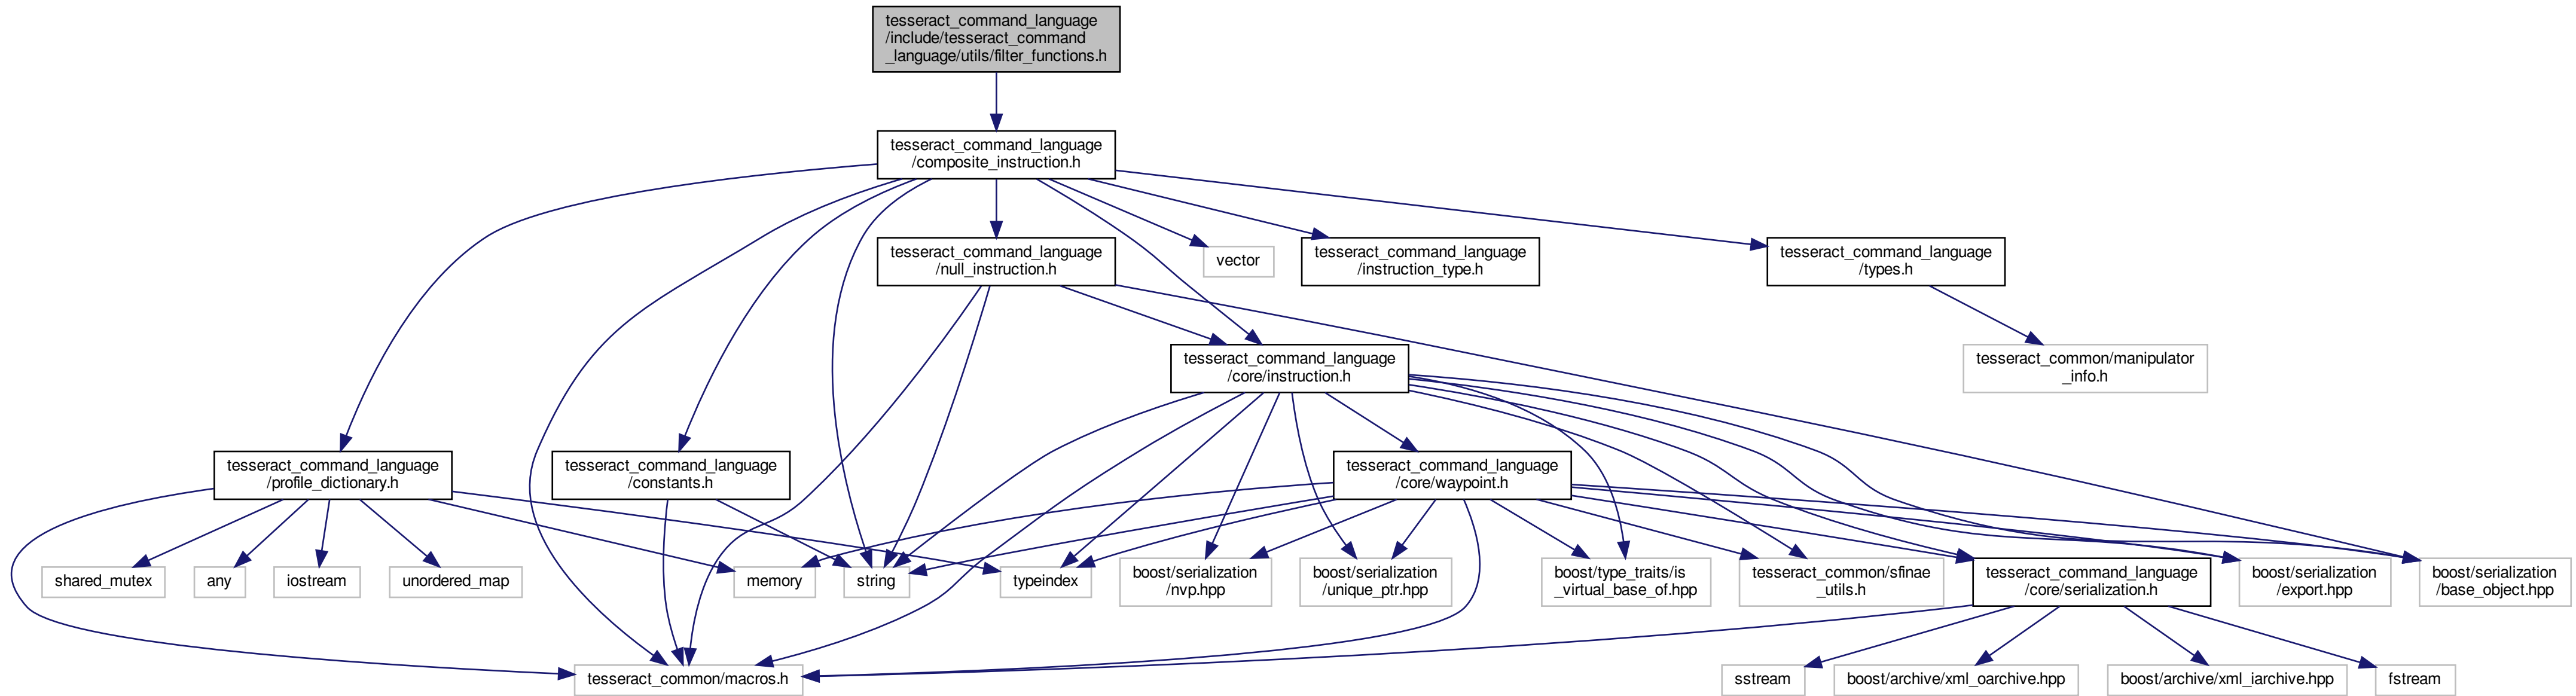 tesseract_command_language
/include/tesseract_command
_language/utils/filter_functions.h
tesseract_command_language
/composite_instruction.h
tesseract_command_language
/null_instruction.h
vector
tesseract_command_language
/instruction_type.h
tesseract_command_language
/types.h
tesseract_command_language
/core/instruction.h
tesseract_common/manipulator
_info.h
tesseract_command_language
/profile_dictionary.h
tesseract_command_language
/constants.h
tesseract_command_language
/core/waypoint.h
shared_mutex
any
iostream
unordered_map
memory
string
typeindex
boost/serialization
/nvp.hpp
boost/serialization
/unique_ptr.hpp
boost/type_traits/is
_virtual_base_of.hpp
tesseract_common/sfinae
_utils.h
tesseract_command_language
/core/serialization.h
boost/serialization
/export.hpp
boost/serialization
/base_object.hpp
tesseract_common/macros.h
sstream
boost/archive/xml_oarchive.hpp
boost/archive/xml_iarchive.hpp
fstream